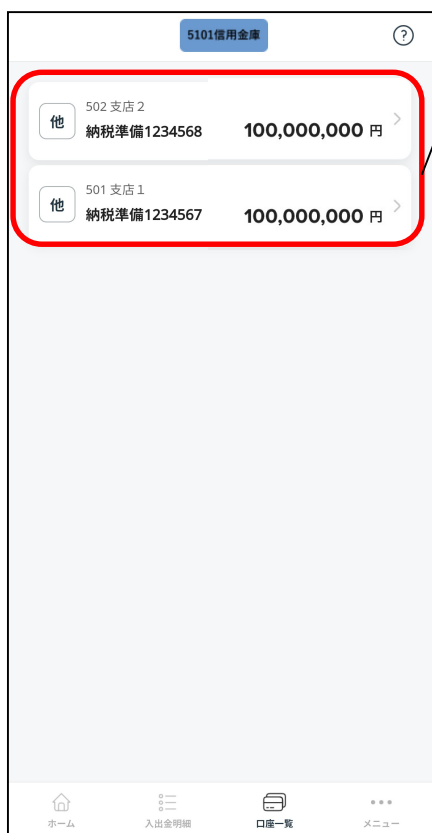 5101信用金庫
?
他
502 支店２
納税準備1234568
100,000,000 円
他
501 支店１
納税準備1234567
100,000,000 円
ホーム
入出金明細
口座一覧
メニュー